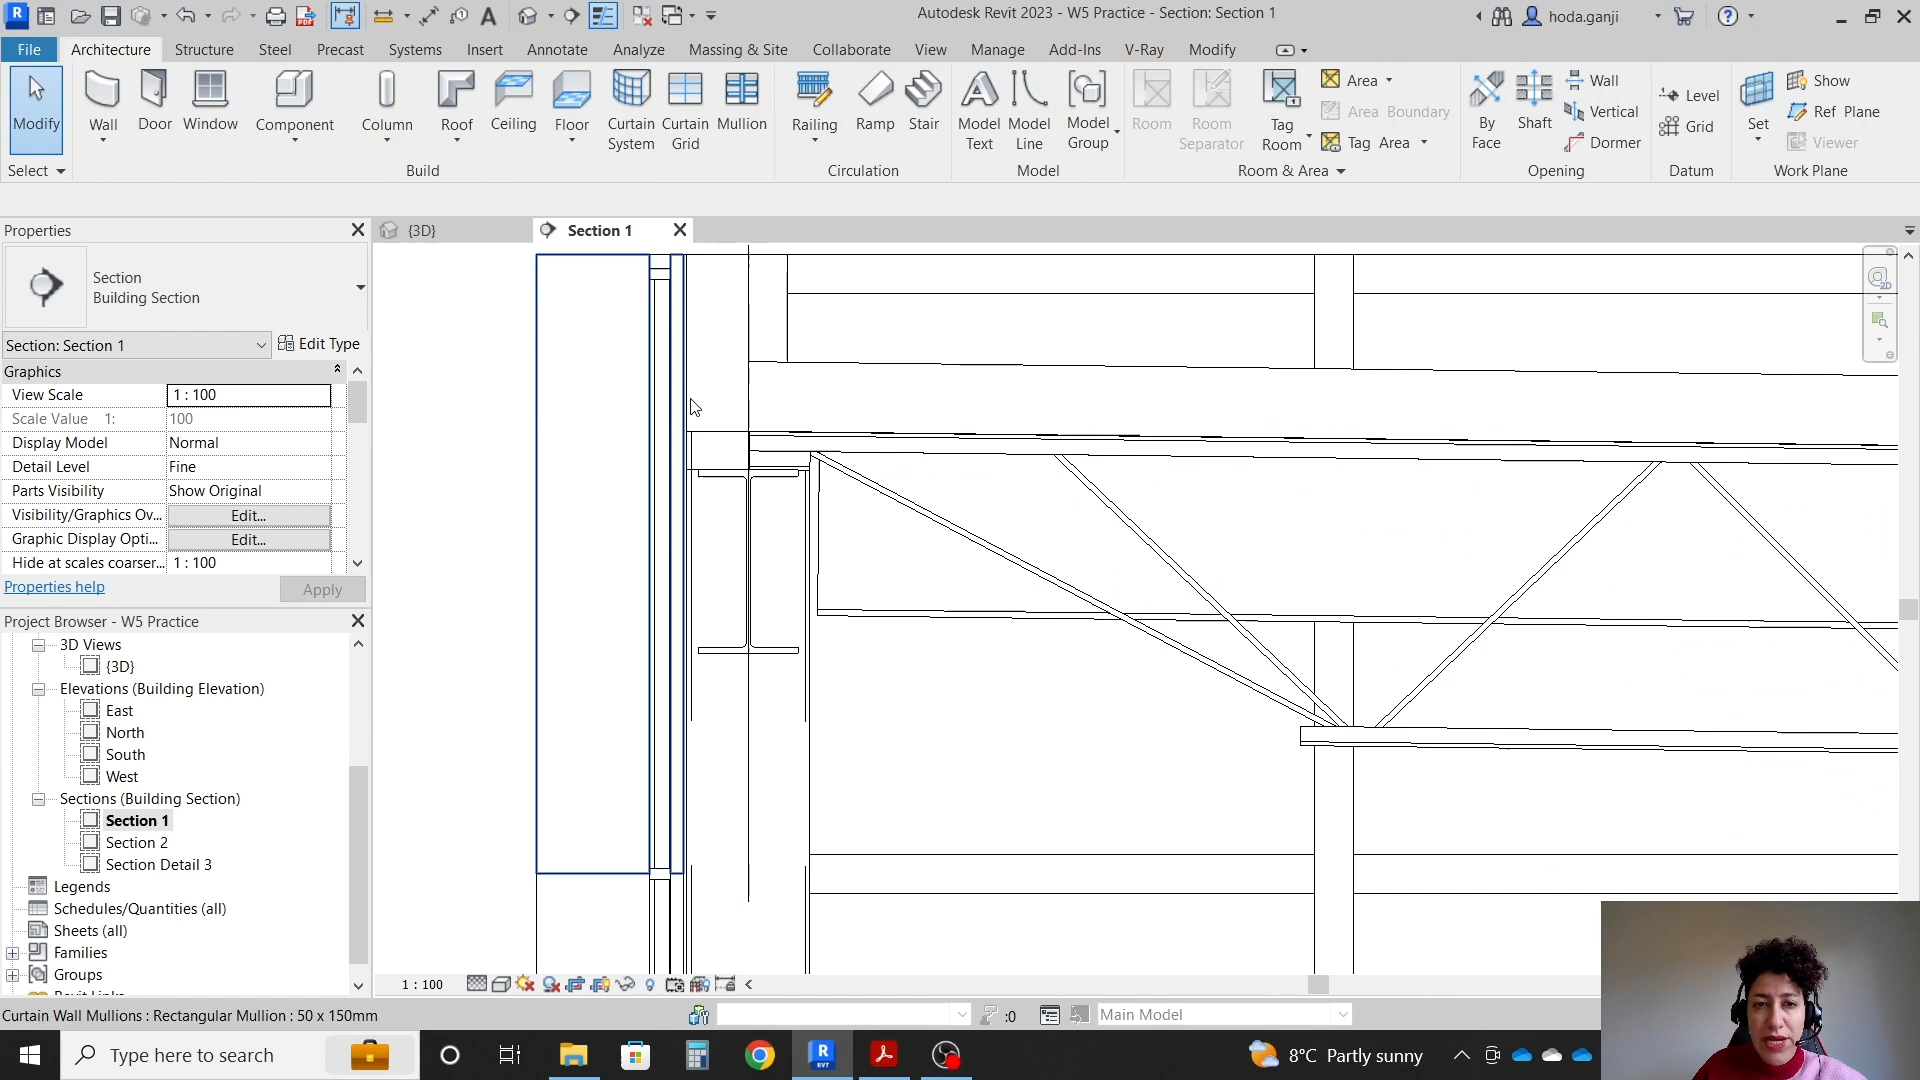 Autodesk Revit 2023 - W5 Practice - Section: Section 1
hoda.ganji
File
Architecture
Structure
Steel
Precast
Systems
Insert
Annotate
Analyze
Massing & Site
Collaborate
View
Manage
Add-Ins
V-Ray
Modify
Modify
Wall
Door
Window
Component
Column
Roof
Ceiling
Floor
Curtain System
Curtain Grid
Mullion
Railing
Ramp
Stair
Model Text
Model Line
Model Group
Room
Room Separator
Tag Room
Area
Area Boundary
Tag Area
By Face
Shaft
Wall
Vertical
Dormer
Level
Grid
Set
Show
Ref Plane
Viewer
Select
Build
Circulation
Model
Room & Area
Opening
Datum
Work Plane
Properties
{3D}
Section 1
Section
Building Section
Section: Section 1
Edit Type
Graphics
View Scale 1 : 100
Scale Value 1: 100
Display Model Normal
Detail Level Fine
Parts Visibility Show Original
Visibility/Graphics Ov... Edit...
Graphic Display Opti... Edit...
Hide at scales coarser... 1 : 100
Properties help
Apply
Project Browser - W5 Practice
3D Views
{3D}
Elevations (Building Elevation)
East
North
South
West
Sections (Building Section)
Section 1
Section 2
Section Detail 3
Legends
Schedules/Quantities (all)
Sheets (all)
Families
Groups
1 : 100
Curtain Wall Mullions : Rectangular Mullion : 50 x 150mm
:0
Main Model
Type here to search
8°C Partly sunny